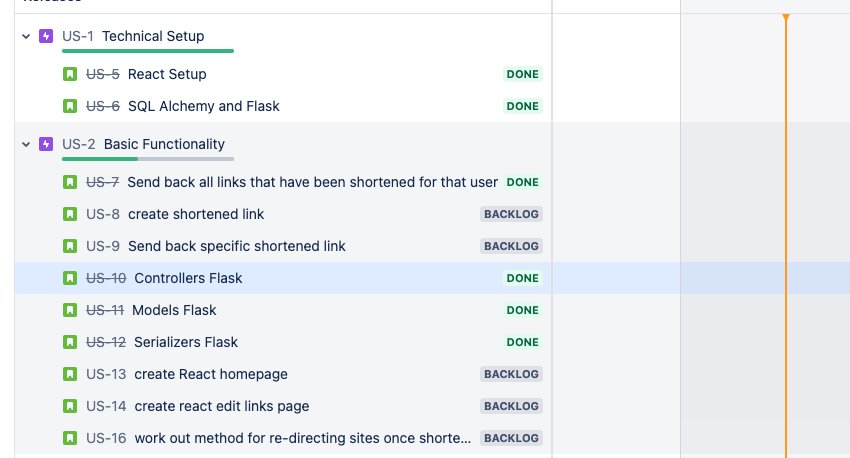 Releases
US-1 Technical Setup
US-5 React Setup DONE
US-6 SQL Alchemy and Flask DONE
US-2 Basic Functionality
US-7 Send back all links that have been shortened for that user DONE
US-8 create shortened link BACKLOG
US-9 Send back specific shortened link BACKLOG
US-10 Controllers Flask DONE
US-11 Models Flask DONE
US-12 Serializers Flask DONE
US-13 create React homepage BACKLOG
US-14 create react edit links page BACKLOG
US-16 work out method for re-directing sites once shorte... BACKLOG